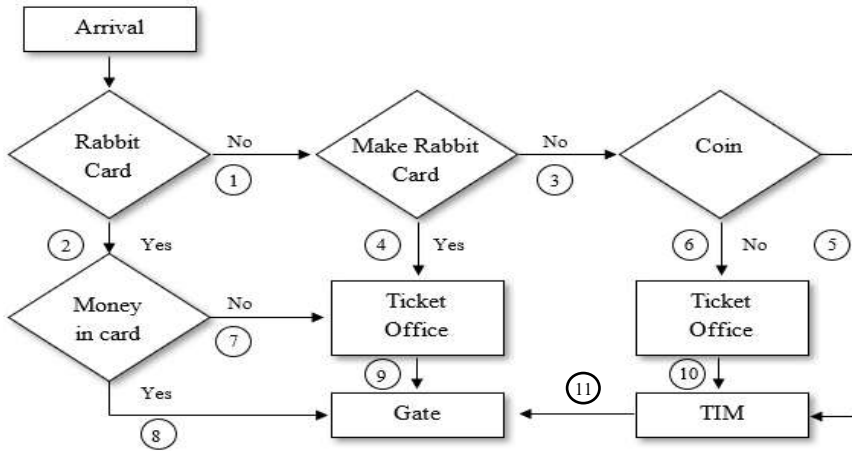 Arrival
Rabbit
Card
No
1
Make Rabbit
Card
No
3
Coin
2
Yes
4
Yes
6
No
5
Money
in card
No
7
Ticket
Office
Ticket
Office
9
10
Yes
8
Gate
11
TIM